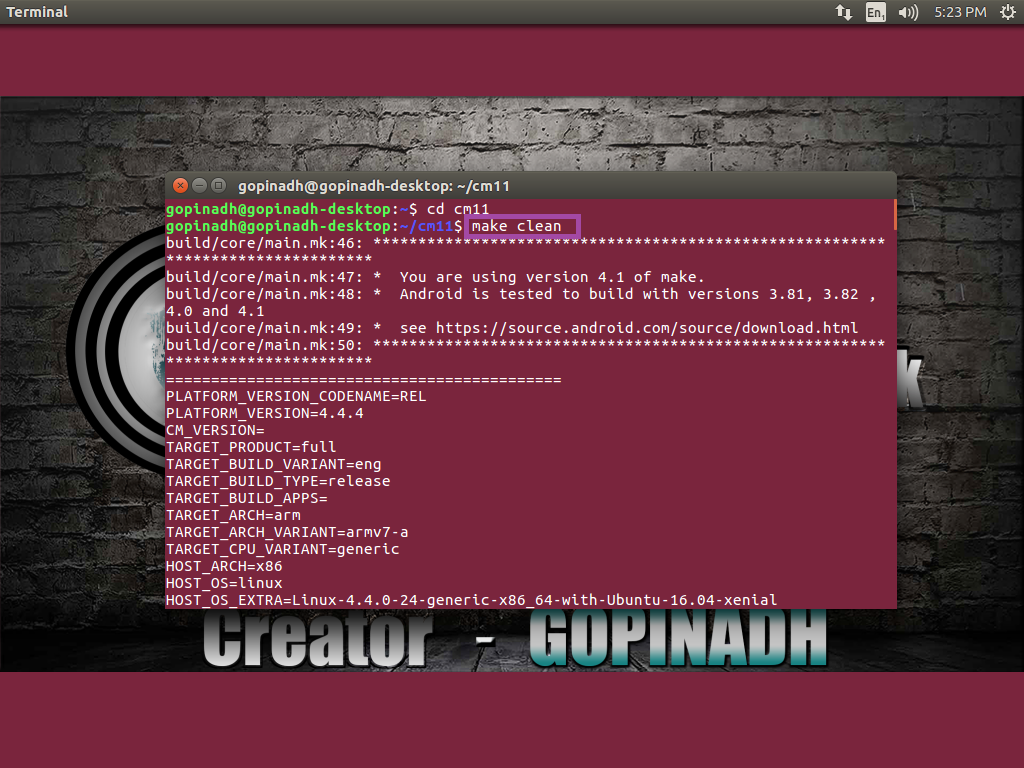 Terminal
En1
5:23 PM
gopinadh@gopinadh-desktop: ~/cm11
gopinadh@gopinadh-desktop:~$ cd cm11
gopinadh@gopinadh-desktop:~/cm11$ make clean
build/core/main.mk:46: *********************************************************
***********************
build/core/main.mk:47: *  You are using version 4.1 of make.
build/core/main.mk:48: *  Android is tested to build with versions 3.81, 3.82 ,
4.0 and 4.1
build/core/main.mk:49: *  see https://source.android.com/source/download.html
build/core/main.mk:50: *********************************************************
***********************
============================================
PLATFORM_VERSION_CODENAME=REL
PLATFORM_VERSION=4.4.4
CM_VERSION=
TARGET_PRODUCT=full
TARGET_BUILD_VARIANT=eng
TARGET_BUILD_TYPE=release
TARGET_BUILD_APPS=
TARGET_ARCH=arm
TARGET_ARCH_VARIANT=armv7-a
TARGET_CPU_VARIANT=generic
HOST_ARCH=x86
HOST_OS=linux
HOST_OS_EXTRA=Linux-4.4.0-24-generic-x86_64-with-Ubuntu-16.04-xenial
Creator - GOPINADH